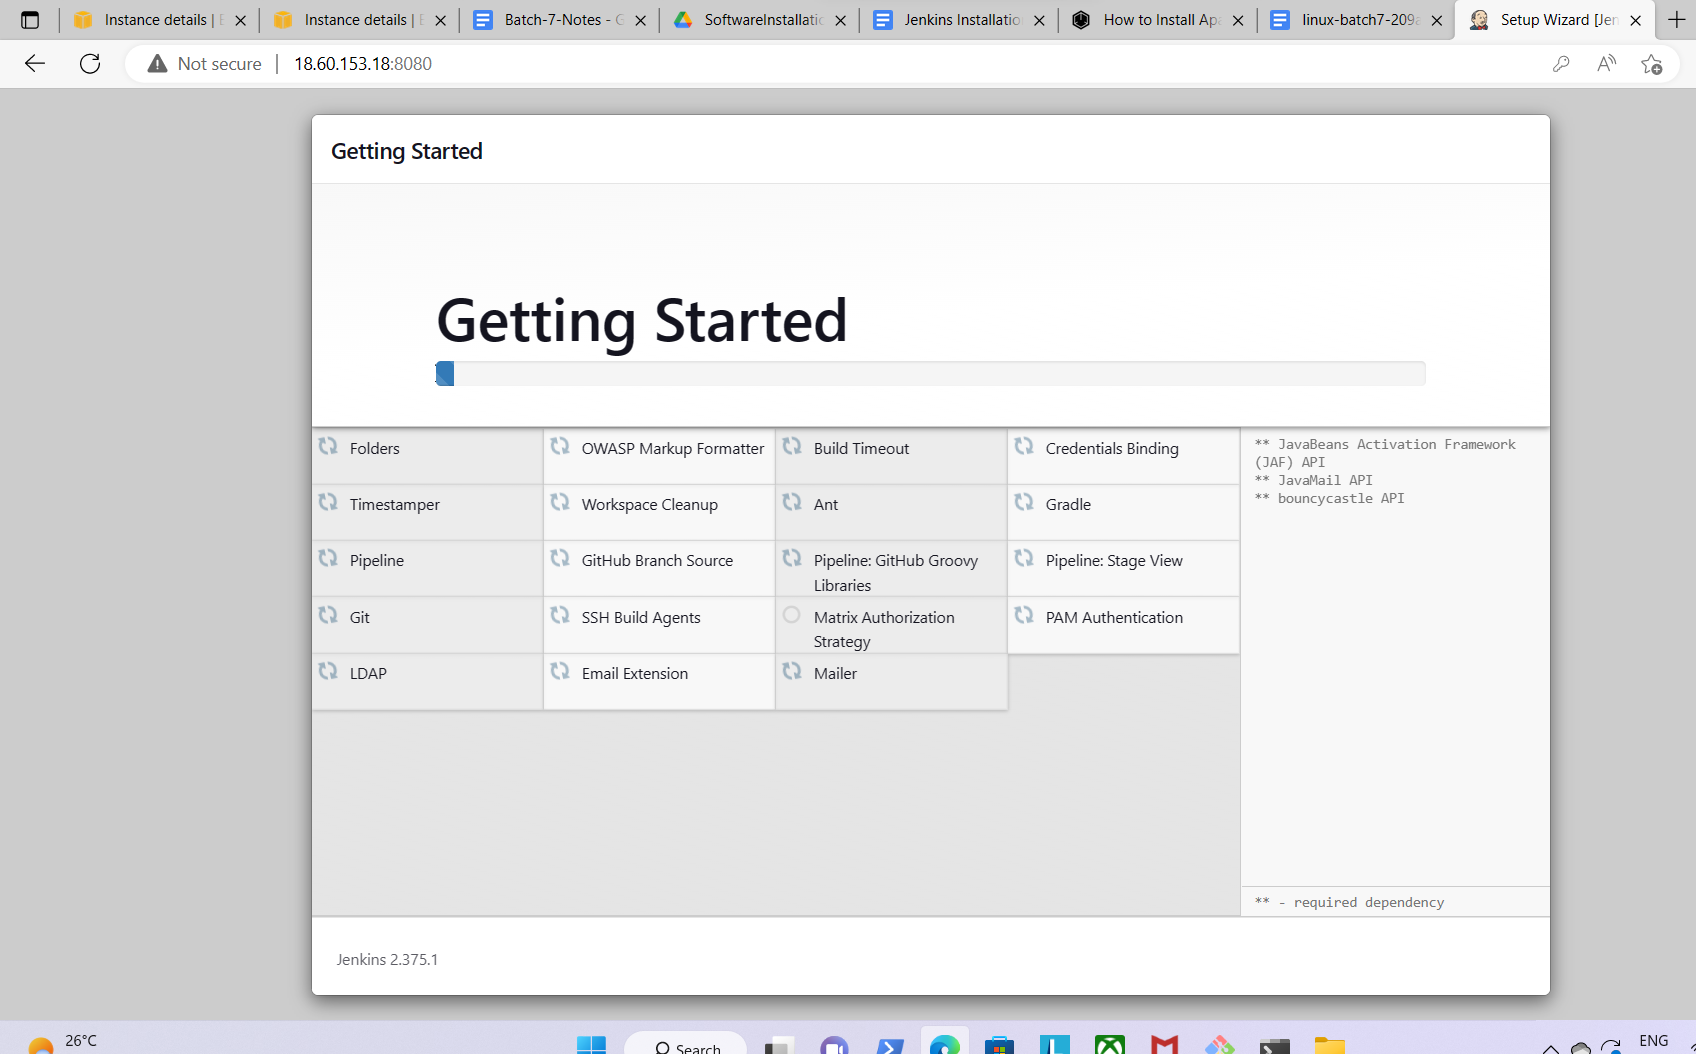 Instance details | E
Instance details | E
Batch-7-Notes - G
SoftwareInstallatio
Jenkins Installatio
How to Install Apa
linux-batch7-209a
Setup Wizard [Jen
Not secure
18.60.153.18:8080
Getting Started
Getting Started
Folders
OWASP Markup Formatter
Build Timeout
Credentials Binding
Timestamper
Workspace Cleanup
Ant
Gradle
Pipeline
GitHub Branch Source
Pipeline: GitHub Groovy
Libraries
Pipeline: Stage View
Git
SSH Build Agents
Matrix Authorization
Strategy
PAM Authentication
LDAP
Email Extension
Mailer
** JavaBeans Activation Framework
(JAF) API
** JavaMail API
** bouncycastle API
** - required dependency
Jenkins 2.375.1
26°C
Search
ENG